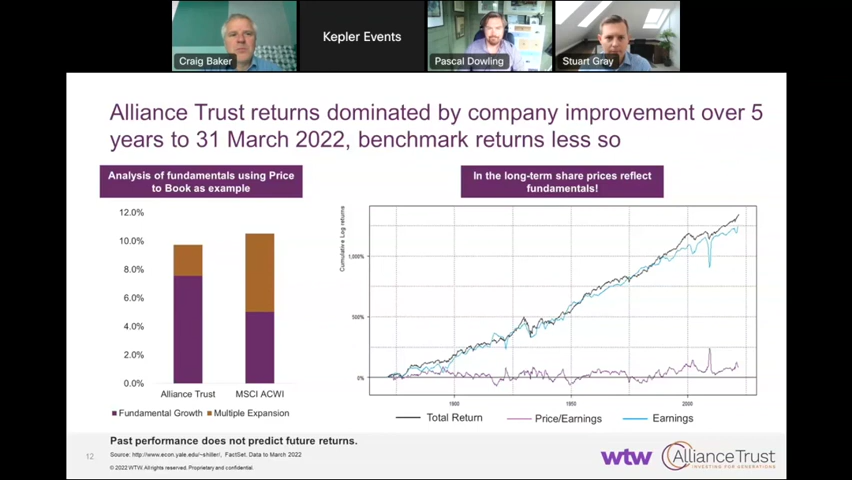 Craig Baker
Kepler Events
Pascal Dowling
Stuart Gray
Alliance Trust returns dominated by company improvement over 5
years to 31 March 2022, benchmark returns less so
Analysis of fundamentals using Price
to Book as example
12.0%
10.0%
8.0%
6.0%
4.0%
2.0%
0.0%
Alliance Trust
MSCI ACWI
Fundamental Growth
Multiple Expansion
In the long-term share prices reflect
fundamentals!
Cumulative Log returns
1,000%
500%
0%
1900
1950
2000
Total Return
Price/Earnings
Earnings
Past performance does not predict future returns.
Source: http://www.econ.yale.edu/~shiller/, FactSet. Data to March 2022
© 2022 WTW. All rights reserved. Proprietary and confidential.
12
wtw
AllianceTrust
INVESTING FOR GENERATIONS